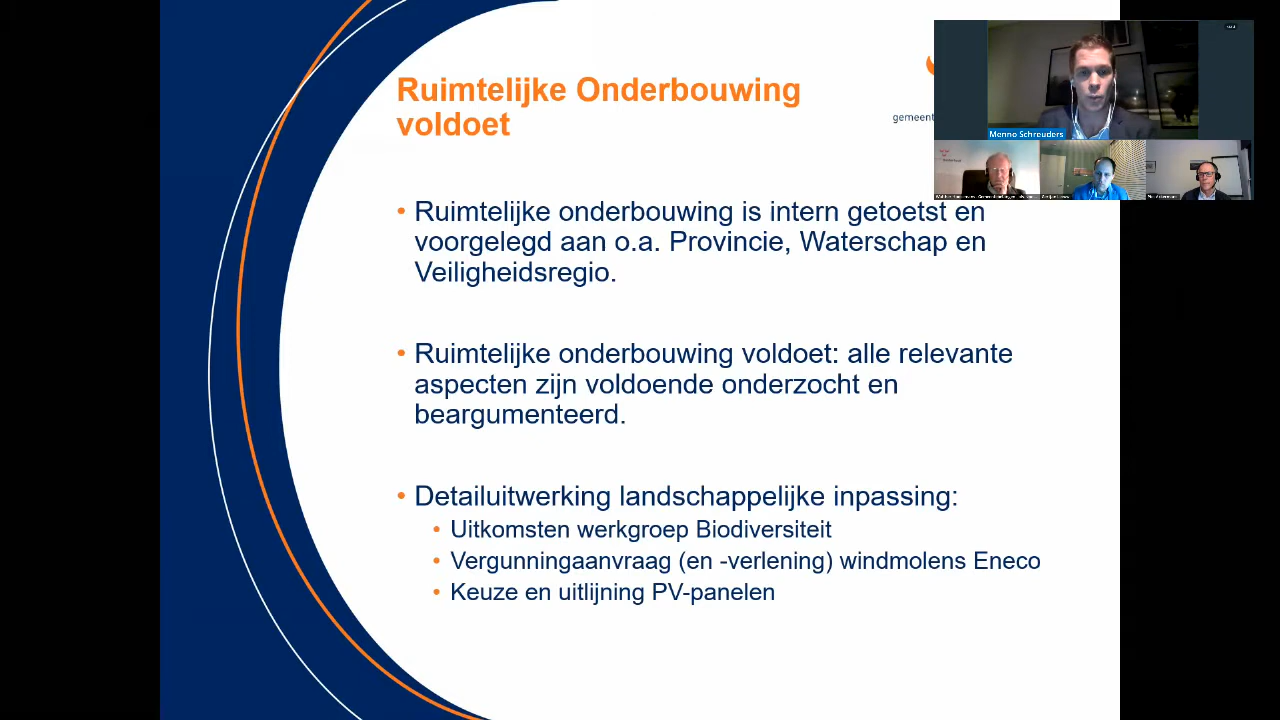 Ruimtelijke Onderbouwing
voldoet
gemeent
Menno Schreuders
• Ruimtelijke onderbouwing is intern getoetst en
voorgelegd aan o.a. Provincie, Waterschap en
Veiligheidsregio.
• Ruimtelijke onderbouwing voldoet: alle relevante
aspecten zijn voldoende onderzocht en
beargumenteerd.
• Detailuitwerking landschappelijke inpassing:
• Uitkomsten werkgroep Biodiversiteit
• Vergunningaanvraag (en -verlening) windmolens Eneco
• Keuze en uitlijning PV-panelen